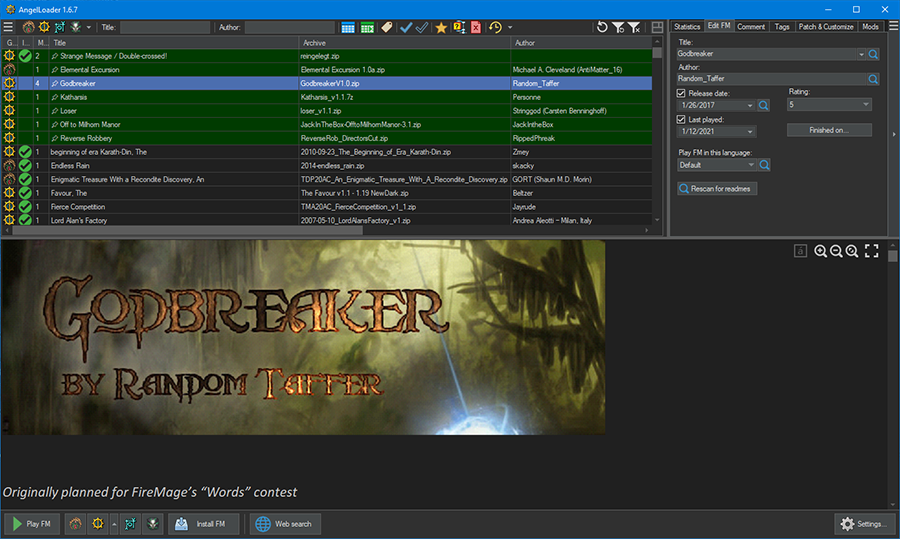 AngelLoader 1.6.7
Title:
Author:
G... I... M... Title Archive Author
2 Strange Message / Double-crossed! reingelegt.zip
1 Elemental Excursion Elemental Excursion 1.0a.zip Michael A. Cleveland (AntiMatter_16)
4 Godbreaker GodbreakerV1.0.zip Random_Taffer
1 Katharsis Katharsis_v1.1.7z Personne
1 Loser loser_v1.1.zip Stringgod (Carsten Benninghoff)
1 Off to Milhorn Manor JackInTheBox-OfftoMilhornManor-3.1.zip JackIntheBox
1 Reverse Robbery ReverseRob_DirectorsCut.zip RippedPhreak
1 beginning of era Karath-Din, The 2010-09-23_The_Beginning_of_Era_Karath-Din.zip Zmey
1 Endless Rain 2014-endless_rain.zip skacky
1 Enigmatic Treasure With a Recondite Discovery, An TDP20AC_An_Enigmatic_Treasure_With_A_Recondite_Discovery.zip GORT (Shaun M.D. Morin)
1 Favour, The The Favour v1.1 - 1.19 NewDark.zip Beltzer
1 Fierce Competition TMA20AC_FierceCompetition_v1_1.zip Jayrude
1 Lord Alan's Factory 2007-05-10_LordAlansFactory_v1.zip Andrea Aleotti – Milan, Italy
Statistics Edit FM Comment Tags Patch & Customize Mods
Title:
Godbreaker
Author:
Random_Taffer
Release date: Rating:
1/26/2017 5
Last played:
1/12/2021 Finished on...
Play FM in this language:
Default
Rescan for readmes
GODBREAKER
BY RANDOM TAFFER
Originally planned for FireMage's “Words” contest
Play FM Install FM Web search Settings...